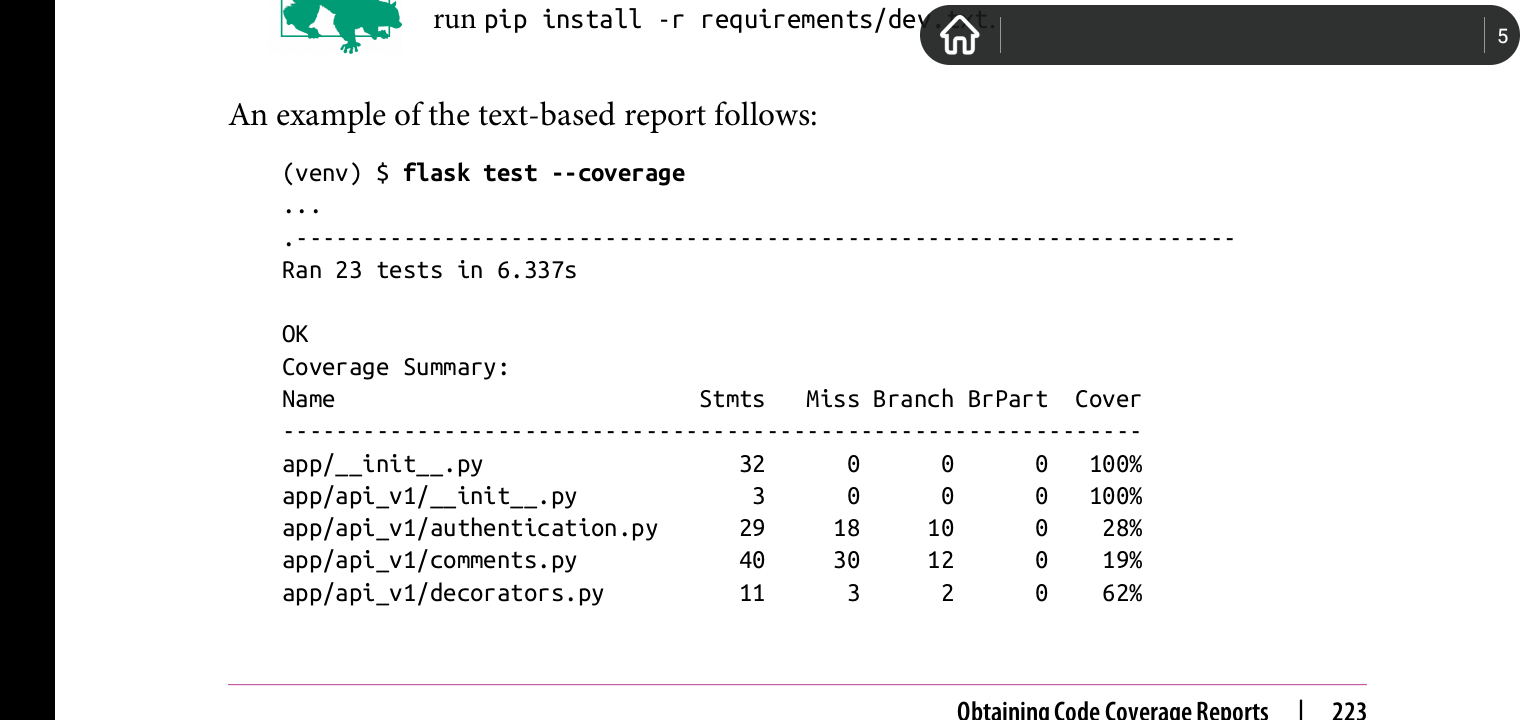 run pip install -r requirements/dev.txt.
5
An example of the text-based report follows:
(venv) $ flask test --coverage
...
.----------------------------------------------------------------------
Ran 23 tests in 6.337s
OK
Coverage Summary:
Name Stmts Miss Branch BrPart Cover
----------------------------------------------------------------
app/__init__.py 32 0 0 0 100%
app/api_v1/__init__.py 3 0 0 0 100%
app/api_v1/authentication.py 29 18 10 0 28%
app/api_v1/comments.py 40 30 12 0 19%
app/api_v1/decorators.py 11 3 2 0 62%
Obtaining Code Coverage Reports | 223